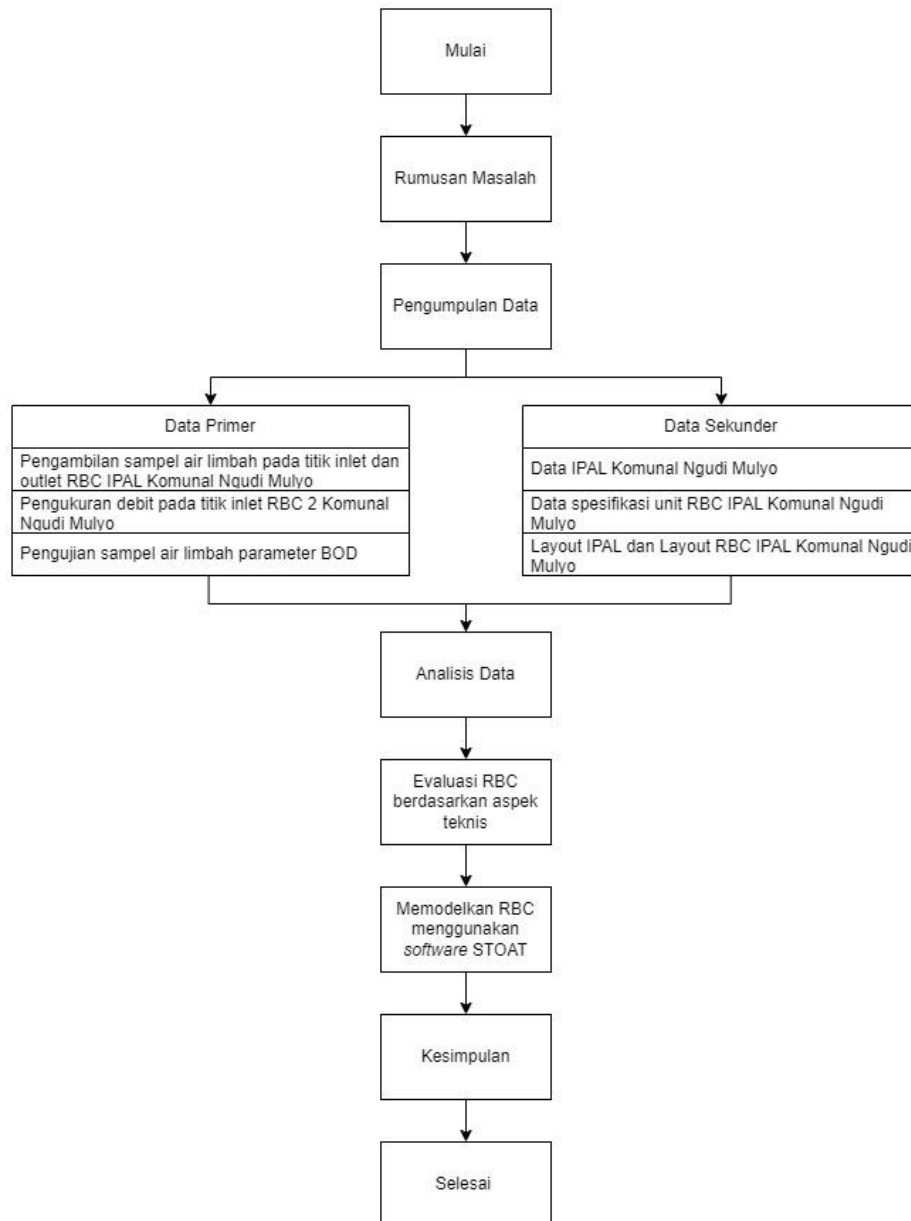 Mulai
Rumusan Masalah
Pengumpulan Data
Data Primer
Pengambilan sampel air limbah pada titik inlet dan
outlet RBC IPAL Komunal Ngudi Mulyo
Pengukuran debit pada titik inlet RBC 2 Komunal
Ngudi Mulyo
Pengujian sampel air limbah parameter BOD
Data Sekunder
Data IPAL Komunal Ngudi Mulyo
Data spesifikasi unit RBC IPAL Komunal Ngudi
Mulyo
Layout IPAL dan Layout RBC IPAL Komunal Ngudi
Mulyo
Analisis Data
Evaluasi RBC
berdasarkan aspek
teknis
Memodelkan RBC
menggunakan
software STOAT
Kesimpulan
Selesai